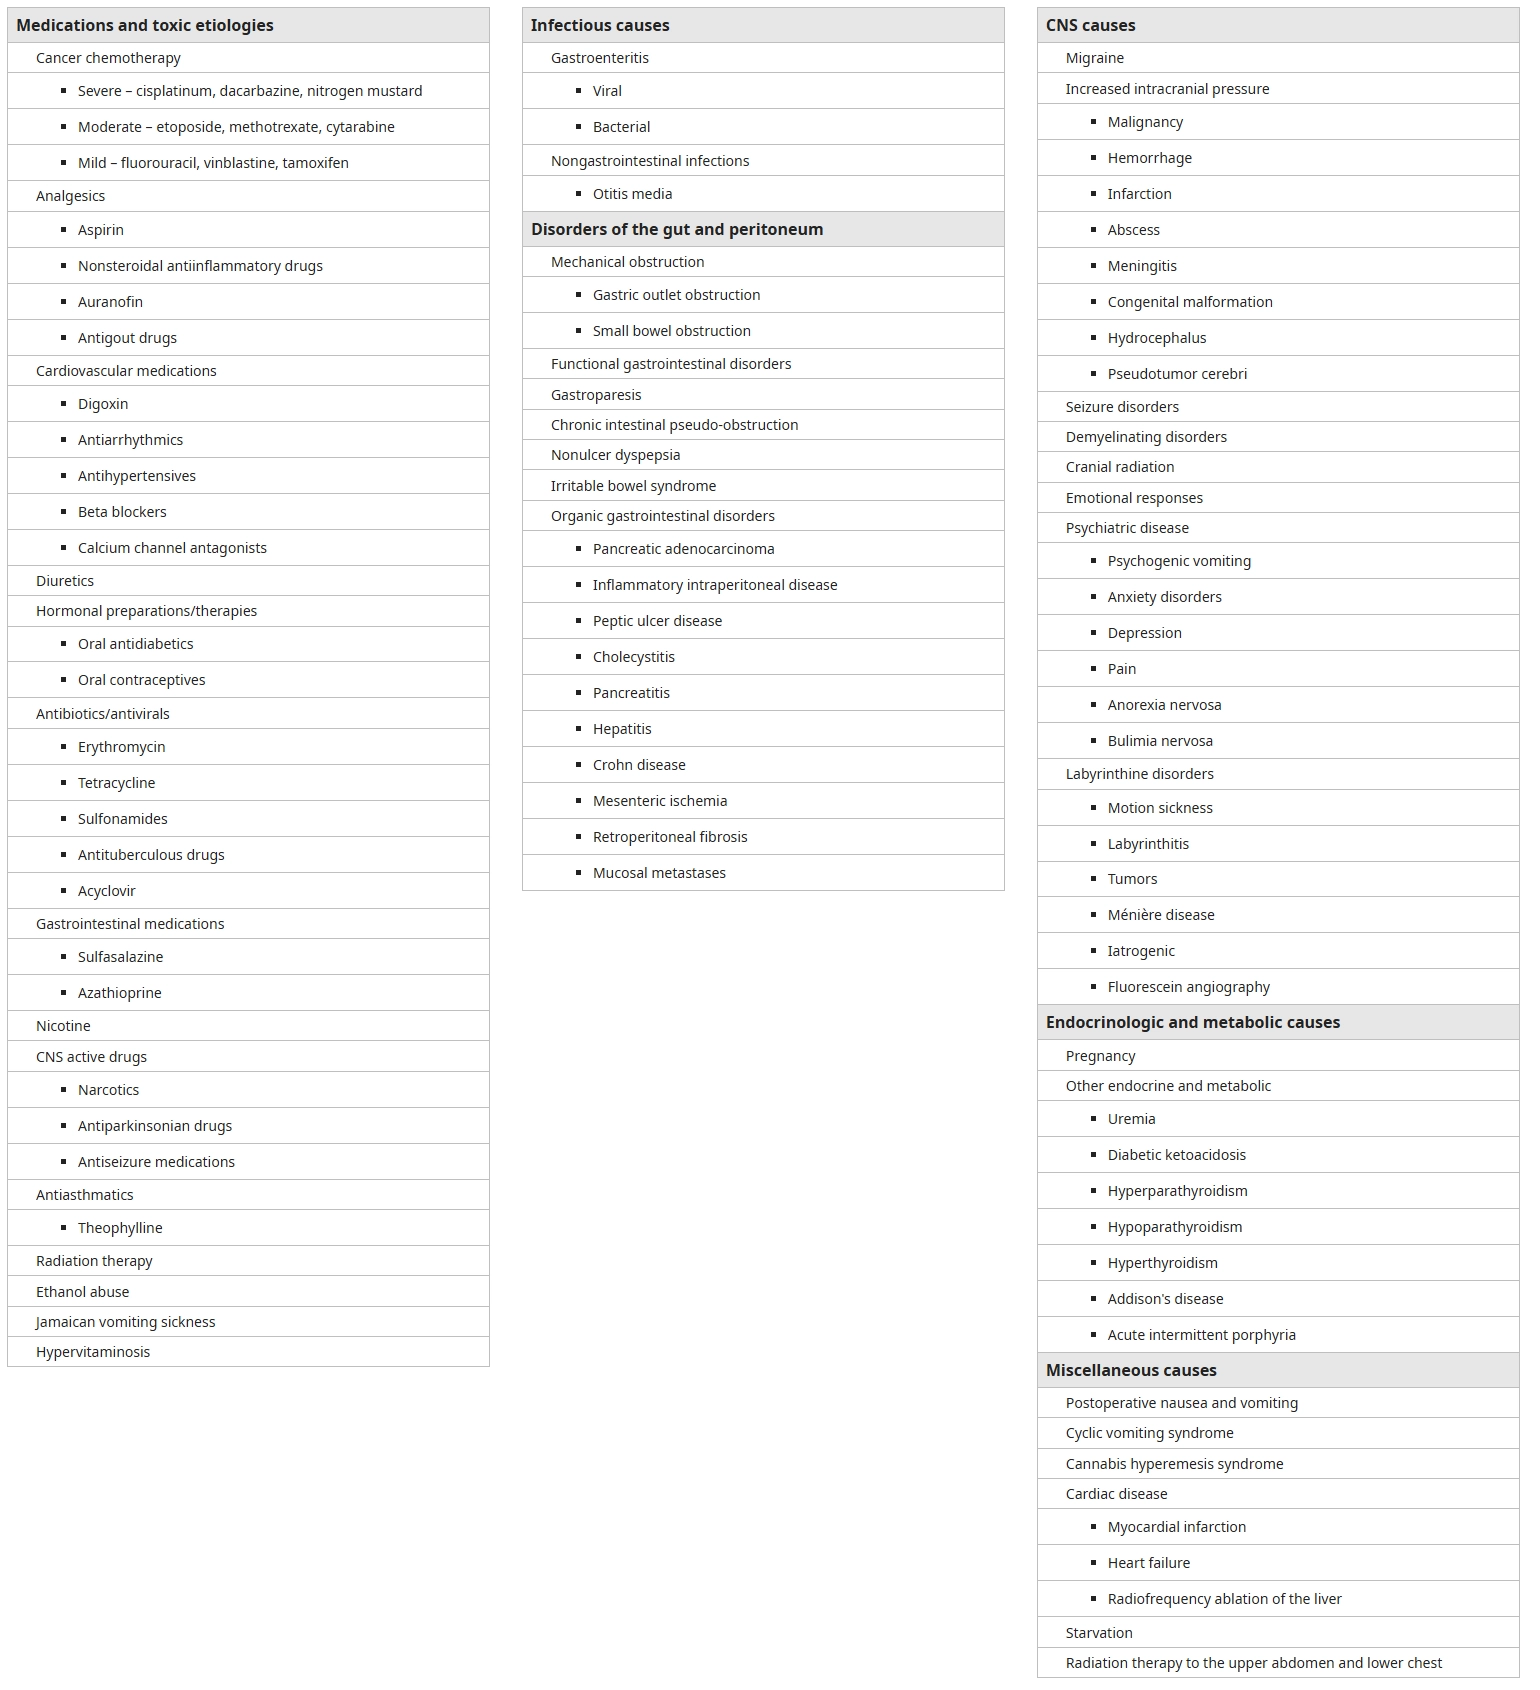 Medications and toxic etiologies
Cancer chemotherapy
▪ Severe – cisplatinum, dacarbazine, nitrogen mustard
▪ Moderate – etoposide, methotrexate, cytarabine
▪ Mild – fluorouracil, vinblastine, tamoxifen
Analgesics
▪ Aspirin
▪ Nonsteroidal antiinflammatory drugs
▪ Auranofin
▪ Antigout drugs
Cardiovascular medications
▪ Digoxin
▪ Antiarrhythmics
▪ Antihypertensives
▪ Beta blockers
▪ Calcium channel antagonists
Diuretics
Hormonal preparations/therapies
▪ Oral antidiabetics
▪ Oral contraceptives
Antibiotics/antivirals
▪ Erythromycin
▪ Tetracycline
▪ Sulfonamides
▪ Antituberculous drugs
▪ Acyclovir
Gastrointestinal medications
▪ Sulfasalazine
▪ Azathioprine
Nicotine
CNS active drugs
▪ Narcotics
▪ Antiparkinsonian drugs
▪ Antiseizure medications
Antiasthmatics
▪ Theophylline
Radiation therapy
Ethanol abuse
Jamaican vomiting sickness
Hypervitaminosis
Infectious causes
Gastroenteritis
▪ Viral
▪ Bacterial
Nongastrointestinal infections
▪ Otitis media
Disorders of the gut and peritoneum
Mechanical obstruction
▪ Gastric outlet obstruction
▪ Small bowel obstruction
Functional gastrointestinal disorders
Gastroparesis
Chronic intestinal pseudo-obstruction
Nonulcer dyspepsia
Irritable bowel syndrome
Organic gastrointestinal disorders
▪ Pancreatic adenocarcinoma
▪ Inflammatory intraperitoneal disease
▪ Peptic ulcer disease
▪ Cholecystitis
▪ Pancreatitis
▪ Hepatitis
▪ Crohn disease
▪ Mesenteric ischemia
▪ Retroperitoneal fibrosis
▪ Mucosal metastases
CNS causes
Migraine
Increased intracranial pressure
▪ Malignancy
▪ Hemorrhage
▪ Infarction
▪ Abscess
▪ Meningitis
▪ Congenital malformation
▪ Hydrocephalus
▪ Pseudotumor cerebri
Seizure disorders
Demyelinating disorders
Cranial radiation
Emotional responses
Psychiatric disease
▪ Psychogenic vomiting
▪ Anxiety disorders
▪ Depression
▪ Pain
▪ Anorexia nervosa
▪ Bulimia nervosa
Labyrinthine disorders
▪ Motion sickness
▪ Labyrinthitis
▪ Tumors
▪ Ménière disease
▪ Iatrogenic
▪ Fluorescein angiography
Endocrinologic and metabolic causes
Pregnancy
Other endocrine and metabolic
▪ Uremia
▪ Diabetic ketoacidosis
▪ Hyperparathyroidism
▪ Hypoparathyroidism
▪ Hyperthyroidism
▪ Addison's disease
▪ Acute intermittent porphyria
Miscellaneous causes
Postoperative nausea and vomiting
Cyclic vomiting syndrome
Cannabis hyperemesis syndrome
Cardiac disease
▪ Myocardial infarction
▪ Heart failure
▪ Radiofrequency ablation of the liver
Starvation
Radiation therapy to the upper abdomen and lower chest